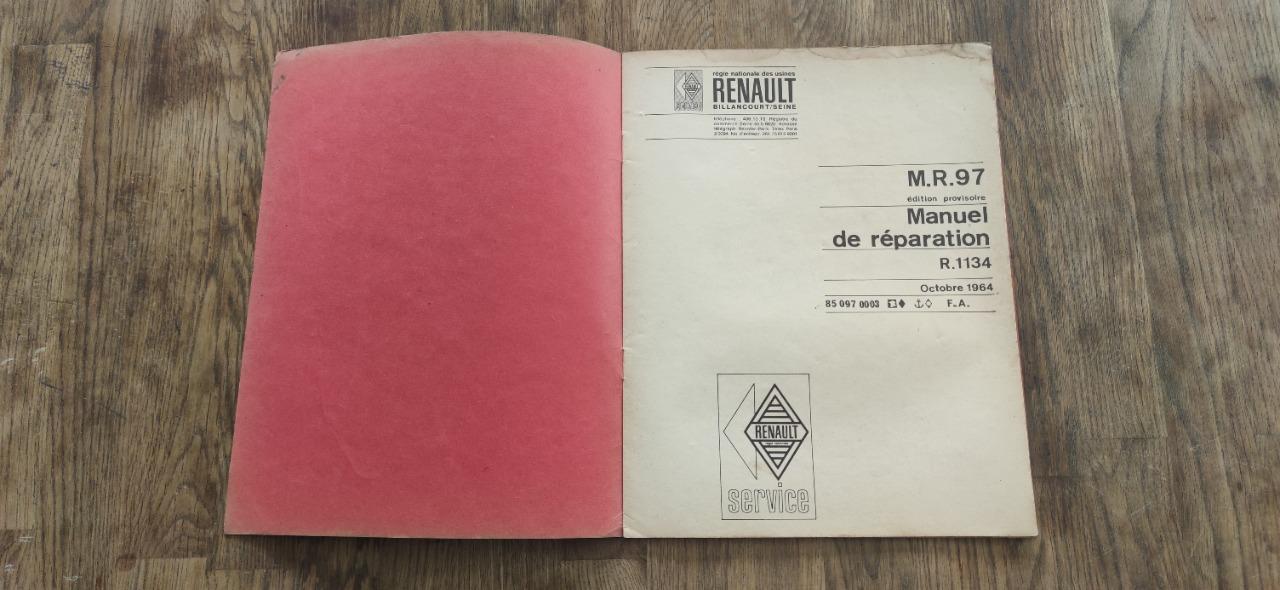 régie nationale des usines
RENAULT
BILLANCOURT/SEINE
M.R.97
édition provisoire
Manuel
de réparation
R.1134
Octobre 1964
85 097 0003 F.A.
RENAULT
service